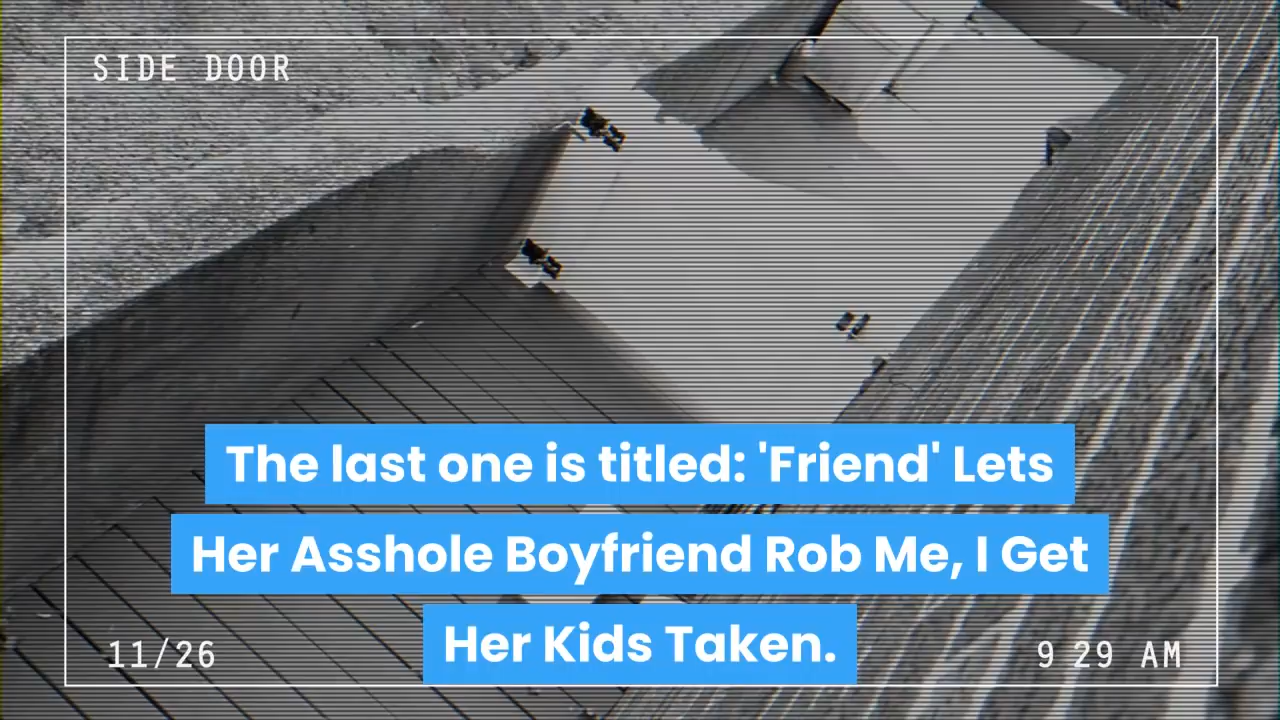 SIDE DOOR
The last one is titled: 'Friend' Lets
Her Asshole Boyfriend Rob Me, I Get
Her Kids Taken.
11/26
9 29 AM